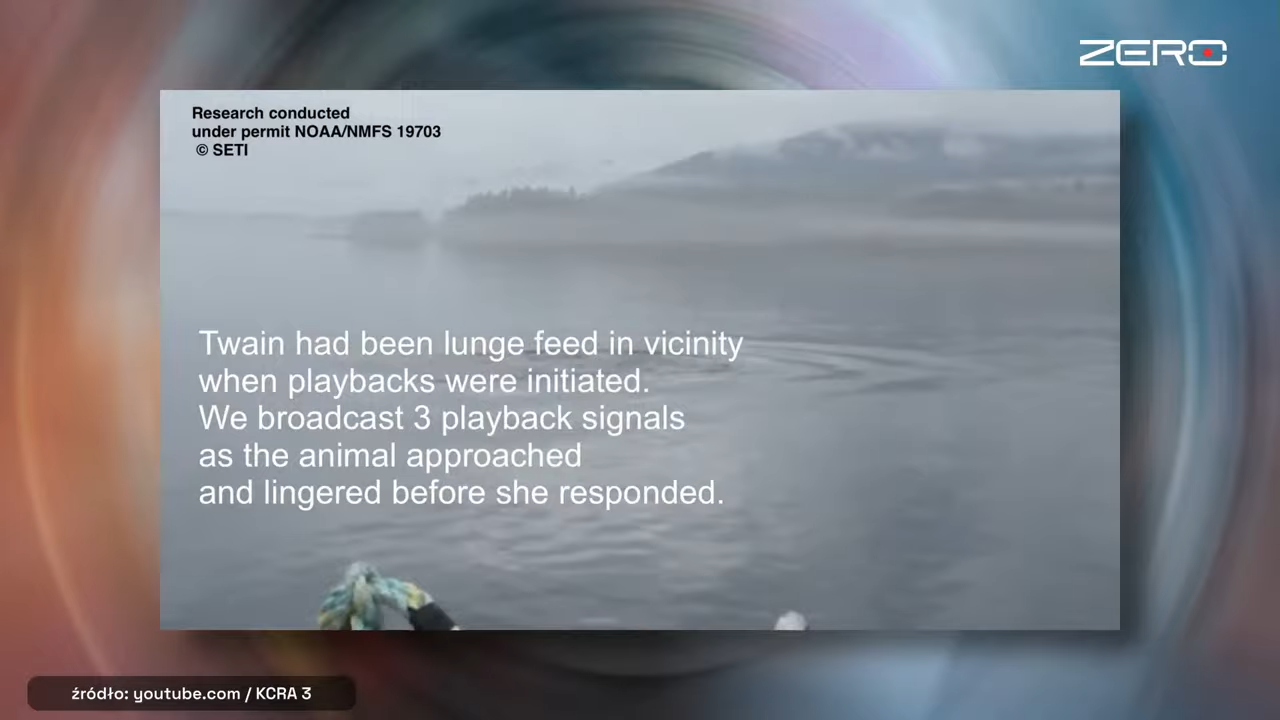 ZERO
Research conducted
under permit NOAA/NMFS 19703
© SETI
Twain had been lunge feed in vicinity
when playbacks were initiated.
We broadcast 3 playback signals
as the animal approached
and lingered before she responded.
źródło: youtube.com / KCRA 3